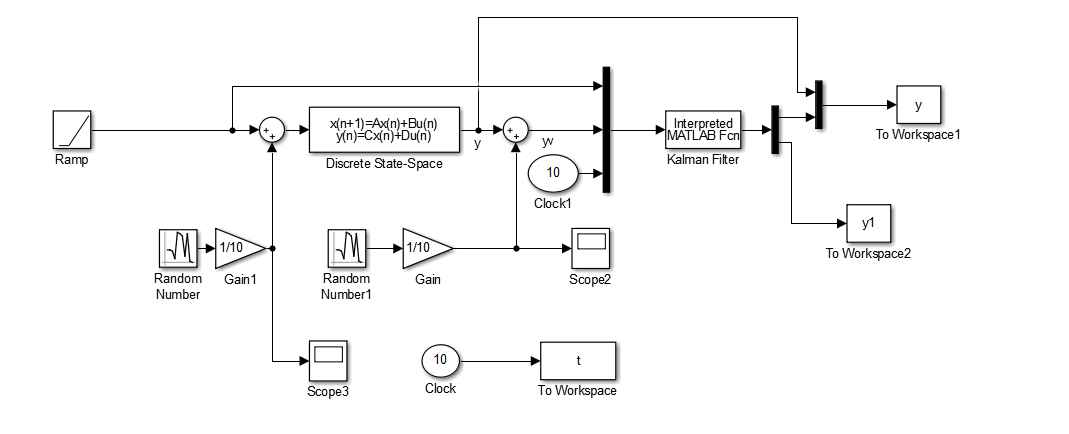 y
To Workspace1
Ramp
x(n+1)=Ax(n)+Bu(n)
y(n)=Cx(n)+Du(n)
Discrete State-Space
y
yv
Interpreted
MATLAB Fcn
Kalman Filter
10
Clock1
y1
To Workspace2
Random
Number
1/10
Gain1
Random
Number1
1/10
Gain
Scope2
Scope3
10
Clock
t
To Workspace